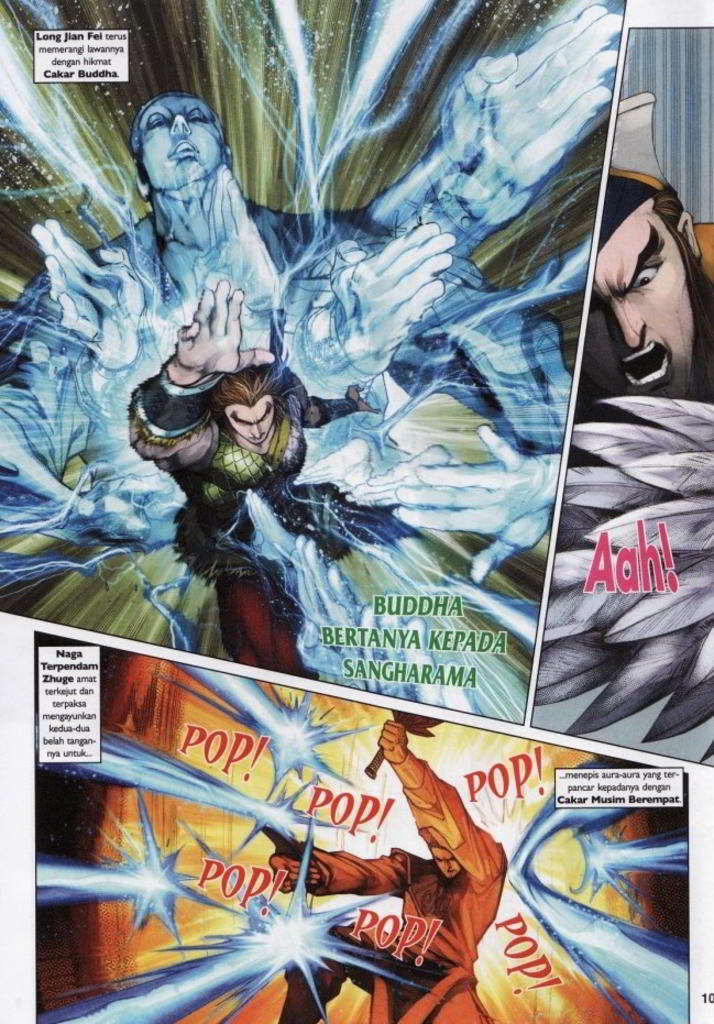 Long Jian Fei terus
memerangi lawannya
dengan hikmat
Cakar Buddha.
Aah!
BUDDHA
BERTANYA KEPADA
SANGHARAMA
Naga
Terpendam
Zhuge amat
terkejut dan
terpaksa
mengayunkan
kedua-dua
belah tangan-
nya untuk...
POP!
POP!
POP!
POP!
POP!
POP!
...menepis aura-aura yang ter-
pancar kepadanya dengan
Cakar Musim Berempat.
10